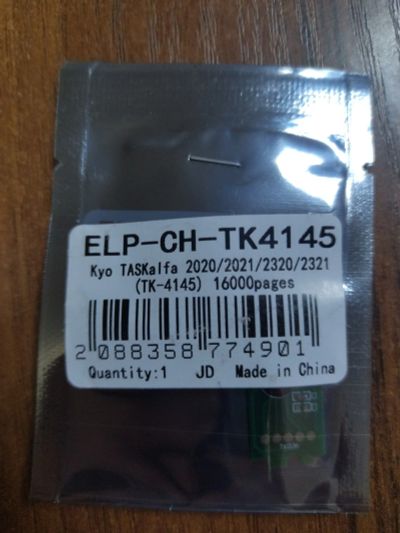 ELP-CH-TK4145
Kyo TASKalfa 2020/2021/2320/2321
(TK-4145) 16000pages
2 088358 774901
Quantity:1 JD Made in China